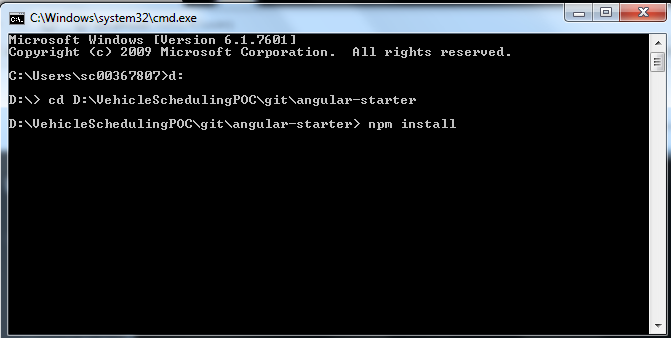 C:\Windows\system32\cmd.exe
Microsoft Windows [Version 6.1.7601]
Copyright (c) 2009 Microsoft Corporation.  All rights reserved.
C:\Users\sc00367807>d:
D:\> cd D:\VehicleSchedulingPOC\git\angular-starter
D:\VehicleSchedulingPOC\git\angular-starter> npm install